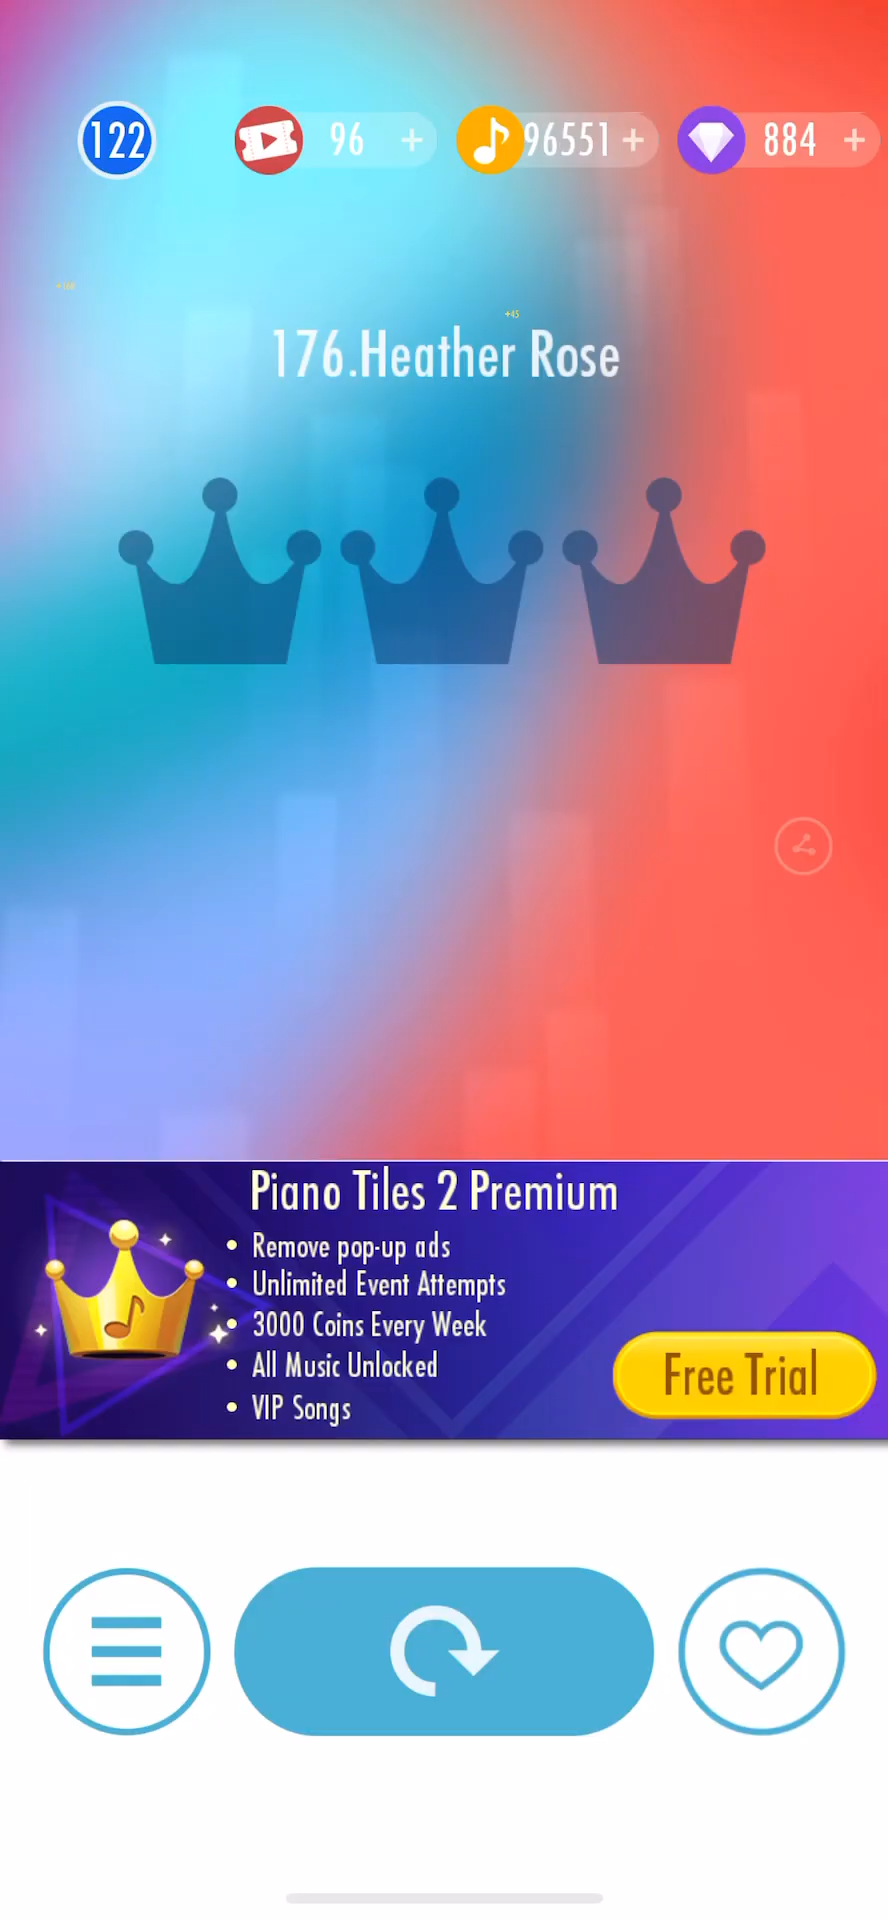 122 96 + 96551 + 884 +
+45
176.Heather Rose
Piano Tiles 2 Premium
• Remove pop-up ads
• Unlimited Event Attempts
• 3000 Coins Every Week
• All Music Unlocked
• VIP Songs
Free Trial